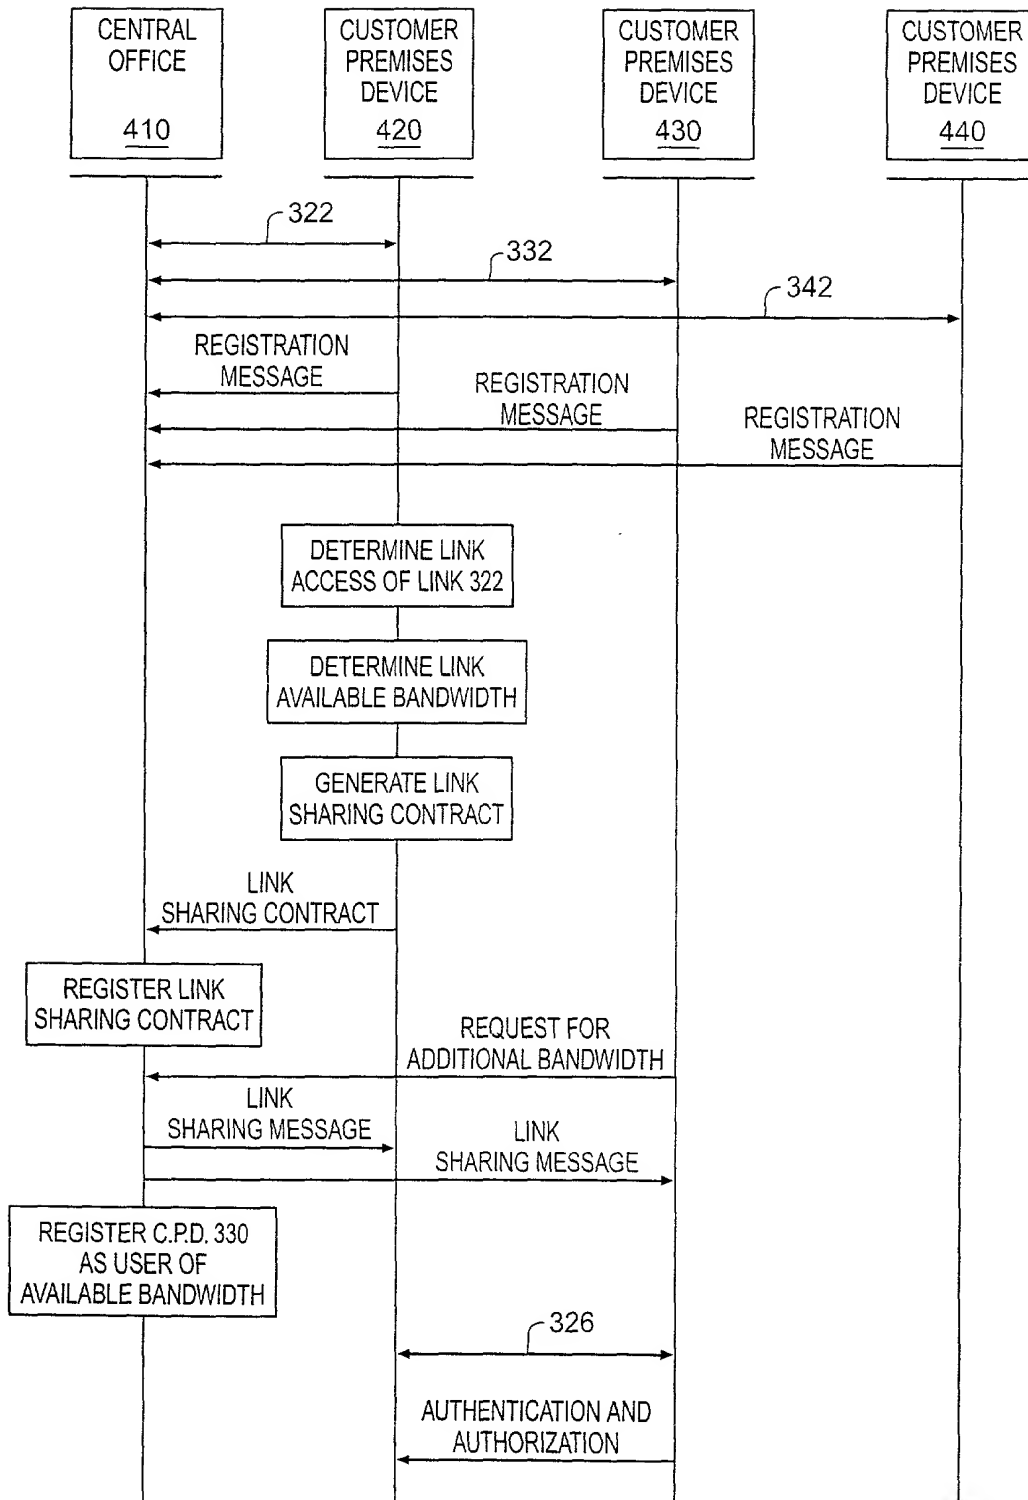 CENTRAL
OFFICE
410
CUSTOMER
PREMISES
DEVICE
420
CUSTOMER
PREMISES
DEVICE
430
CUSTOMER
PREMISES
DEVICE
440
322
332
342
REGISTRATION
MESSAGE
REGISTRATION
MESSAGE
REGISTRATION
MESSAGE
DETERMINE LINK
ACCESS OF LINK 322
DETERMINE LINK
AVAILABLE BANDWIDTH
GENERATE LINK
SHARING CONTRACT
LINK
SHARING CONTRACT
REGISTER LINK
SHARING CONTRACT
REQUEST FOR
ADDITIONAL BANDWIDTH
LINK
SHARING MESSAGE
LINK
SHARING MESSAGE
REGISTER C.P.D. 330
AS USER OF
AVAILABLE BANDWIDTH
326
AUTHENTICATION AND
AUTHORIZATION